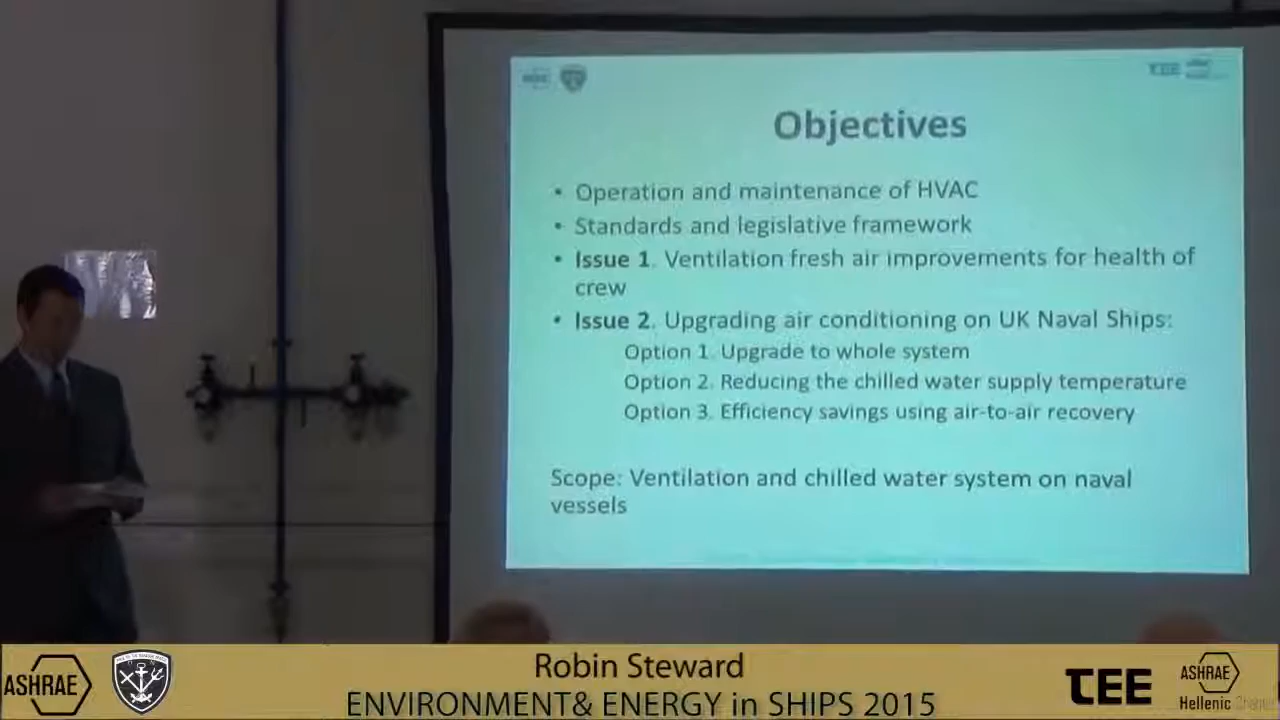 TEE
Objectives
• Operation and maintenance of HVAC
• Standards and legislative framework
• Issue 1. Ventilation fresh air improvements for health of
crew
• Issue 2. Upgrading air conditioning on UK Naval Ships:
Option 1. Upgrade to whole system
Option 2. Reducing the chilled water supply temperature
Option 3. Efficiency savings using air-to-air recovery
Scope: Ventilation and chilled water system on naval
vessels
ASHRAE
Robin Steward
ENVIRONMENT& ENERGY in SHIPS 2015
TEE
ASHRAE
Hellenic Chapter